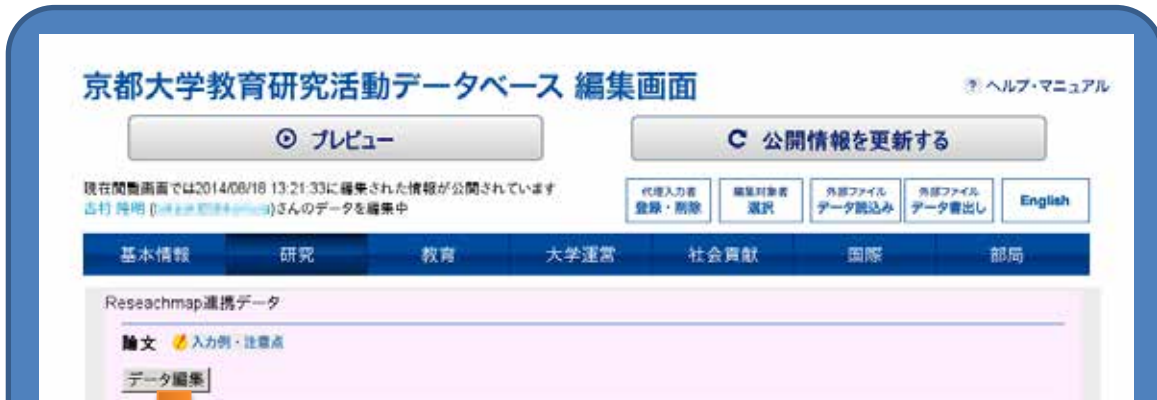 京都大学教育研究活動データベース 編集画面
ヘルプ・マニュアル
プレビュー
公開情報を更新する
現在閲覧画面では2014/08/18 13:21:33に編集された情報が公開されています
さんのデータを編集中
代理入力者
登録・削除
編集対象者
選択
外部ファイル
データ読込み
外部ファイル
データ書出し
English
基本情報 研究 教育 大学運営 社会貢献 国際 部局
Reseachmap連携データ
論文 入力例・注意点
データ編集